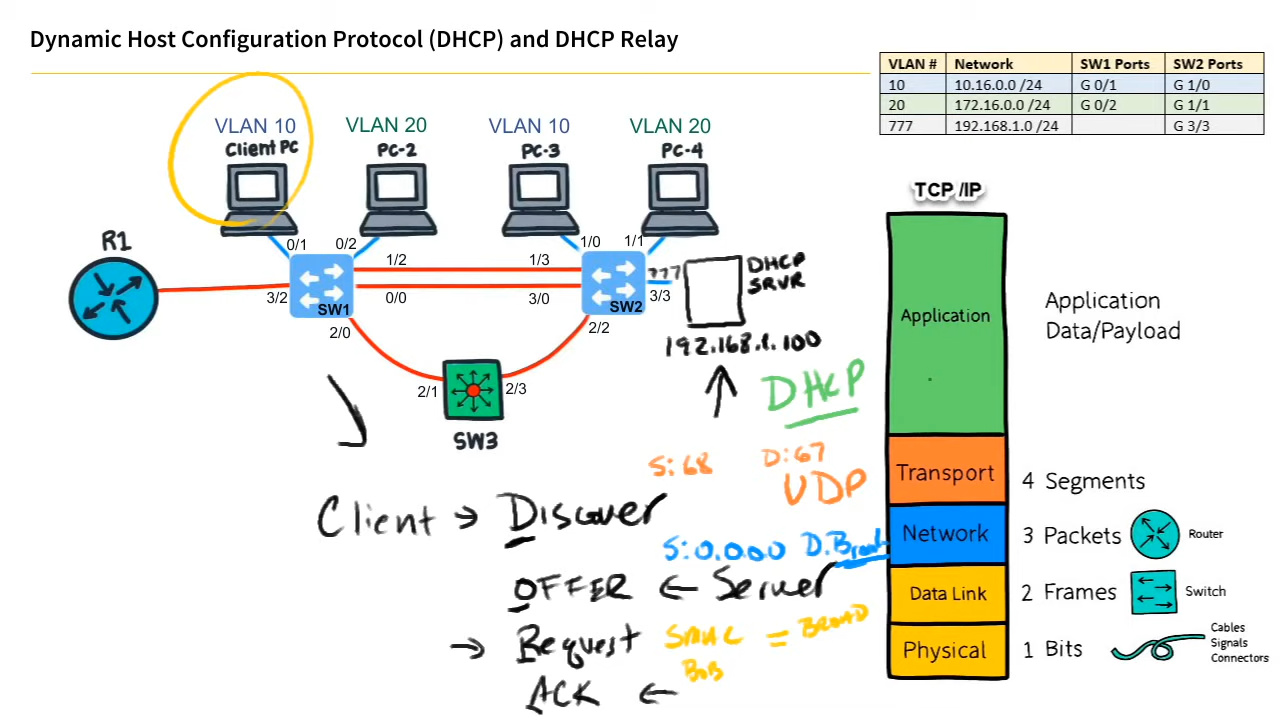 Dynamic Host Configuration Protocol (DHCP) and DHCP Relay
VLAN # Network SW1 Ports SW2 Ports
10 10.16.0.0 /24 G 0/1 G 1/0
20 172.16.0.0 /24 G 0/2 G 1/1
777 192.168.1.0 /24 G 3/3
VLAN 10 VLAN 20 VLAN 10 VLAN 20
Client PC PC-2 PC-3 PC-4
R1
0/1 0/2 1/0 1/1
1/2 1/3
3/2 0/0 3/0 3/3
SW1 SW2
777
DHCP
SRVR
192.168.1.100
2/0 2/2
2/1 2/3
SW3
DHCP
S:68 D:67
UDP
Client → Discover
S:0.0.0.0 D.Broad
OFFER ← Server
→ Request
SMAC = BROAD
BOB
ACK ←
TCP /IP
Application
Application
Data/Payload
Transport 4 Segments
Network 3 Packets Router
Data Link 2 Frames Switch
Physical 1 Bits
Cables
Signals
Connectors